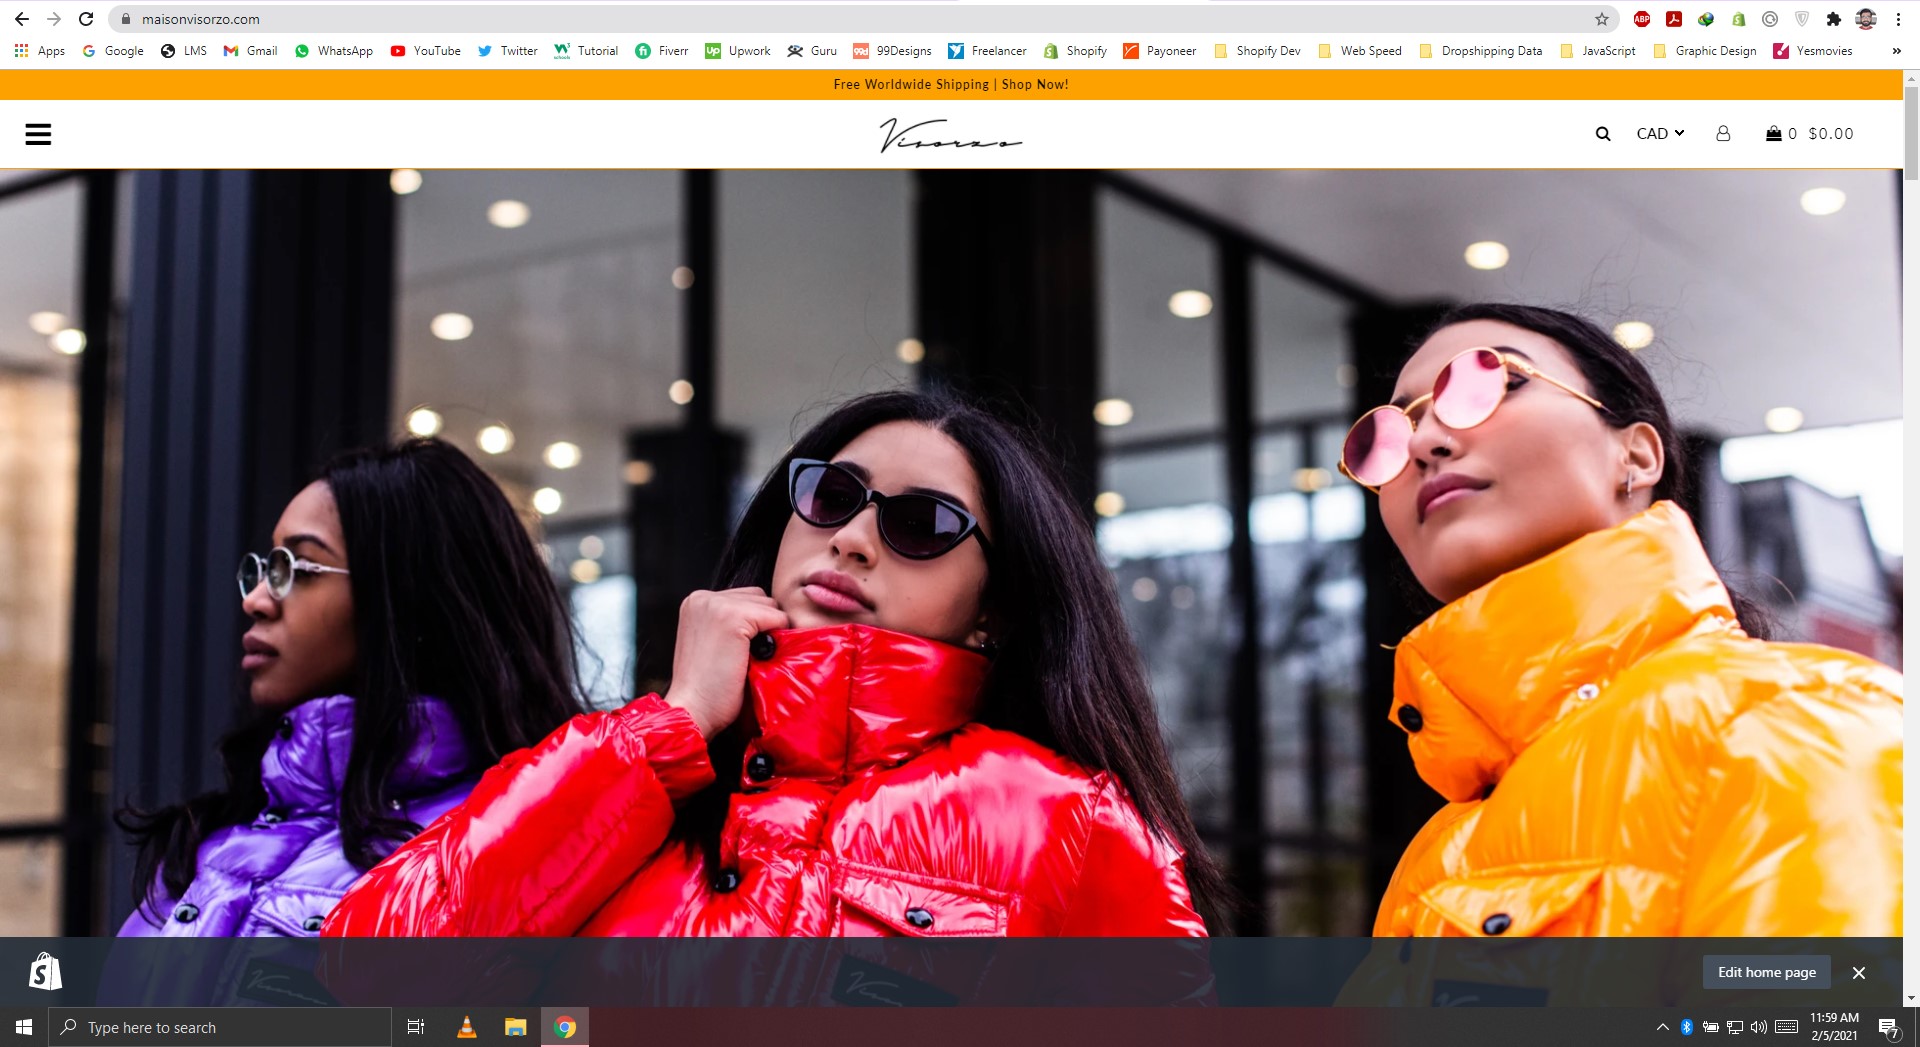 maisonvisorzo.com
ABP
Apps Google LMS Gmail WhatsApp YouTube Twitter Tutorial Fiverr Upwork Guru 99Designs Freelancer Shopify Payoneer Shopify Dev Web Speed Dropshipping Data JavaScript Graphic Design Yesmovies »
Free Worldwide Shipping | Shop Now!
Visorzo
CAD 0 $0.00
Edit home page
Type here to search
11:59 AM
2/5/2021
7